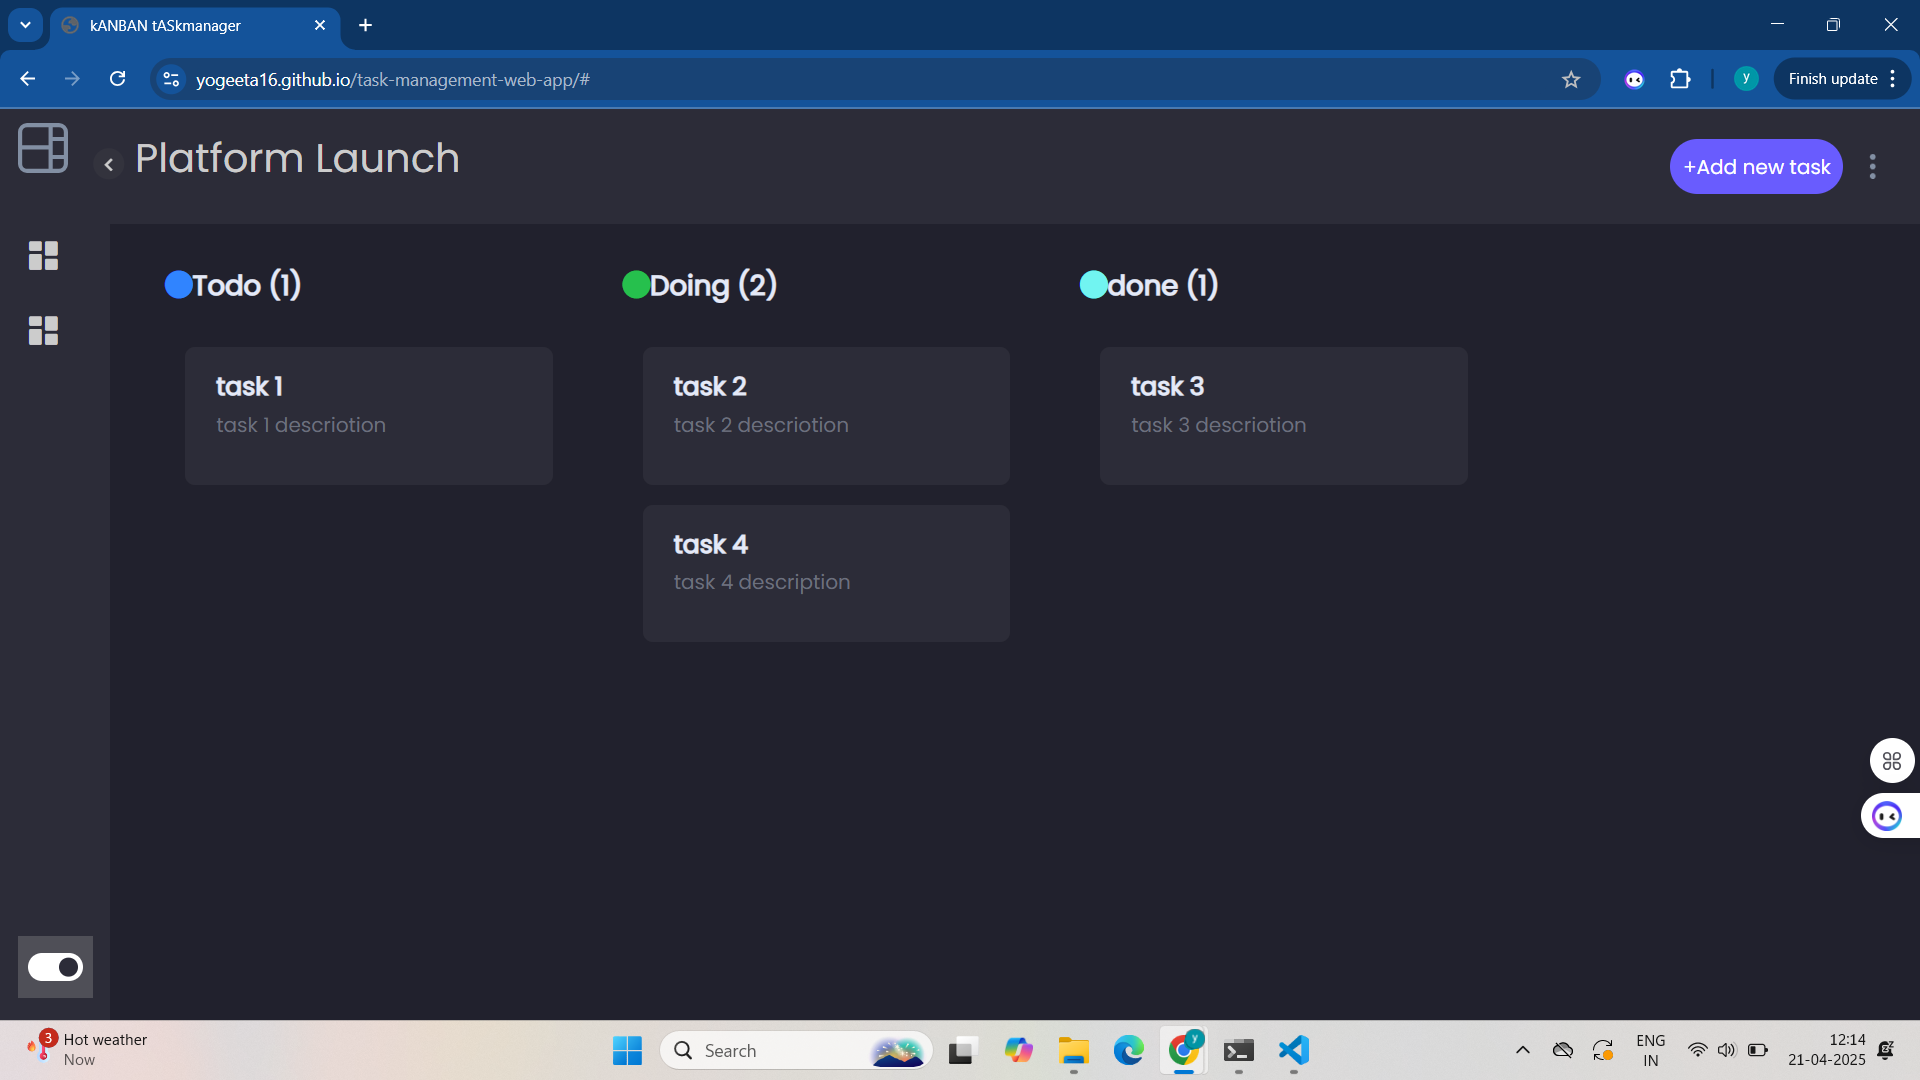 kANBAN tASkmanager
yogeeta16.github.io/task-management-web-app/#
y
Finish update
Platform Launch
+Add new task
Todo (1)
Doing (2)
done (1)
task 1
task 1 descriotion
task 2
task 2 descriotion
task 3
task 3 descriotion
task 4
task 4 description
3
Hot weather
Now
Search
y
ENG
IN
12:14
21-04-2025